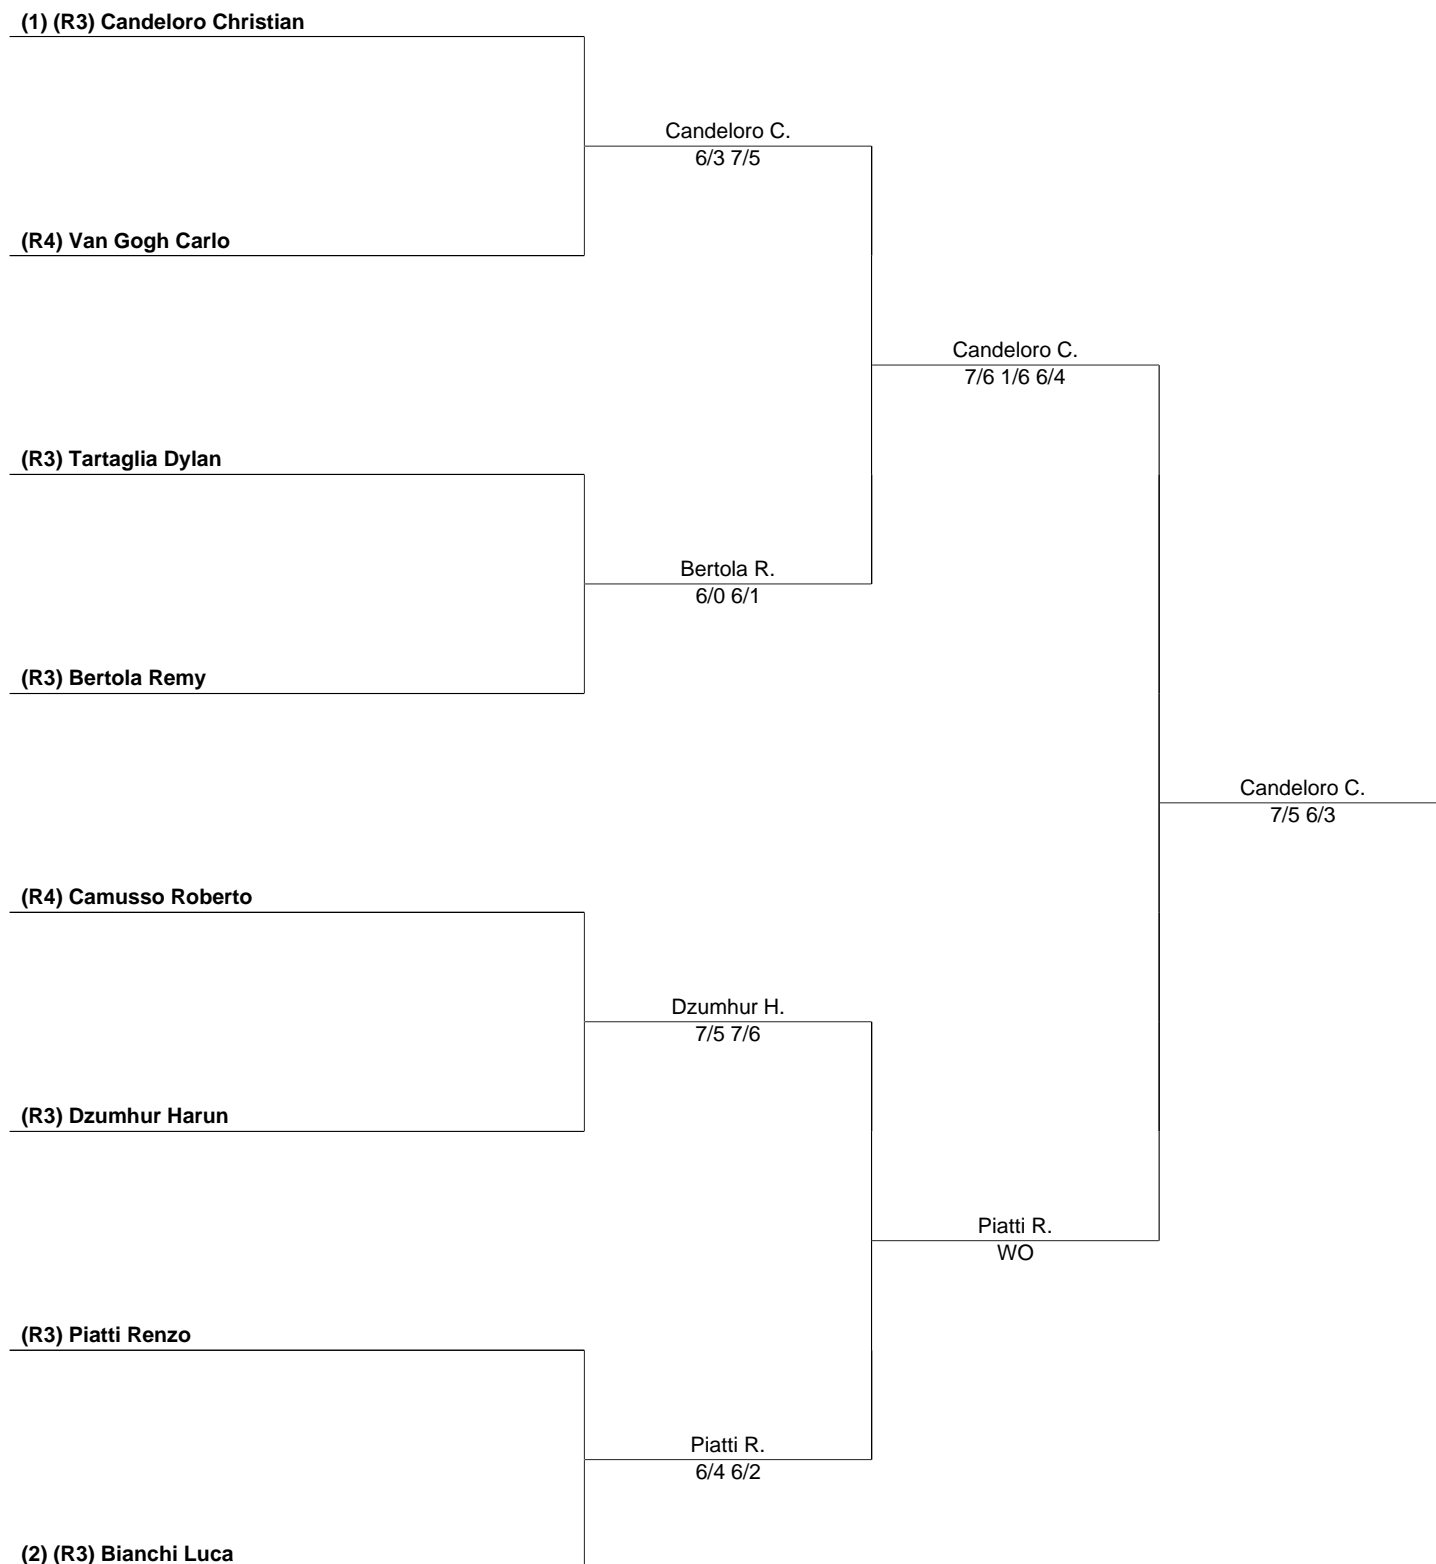 (1) (R3) Candeloro Christian
Candeloro C.
6/3 7/5
(R4) Van Gogh Carlo
Candeloro C.
7/6 1/6 6/4
(R3) Tartaglia Dylan
Bertola R.
6/0 6/1
(R3) Bertola Remy
Candeloro C.
7/5 6/3
(R4) Camusso Roberto
Dzumhur H.
7/5 7/6
(R3) Dzumhur Harun
Piatti R.
WO
(R3) Piatti Renzo
Piatti R.
6/4 6/2
(2) (R3) Bianchi Luca